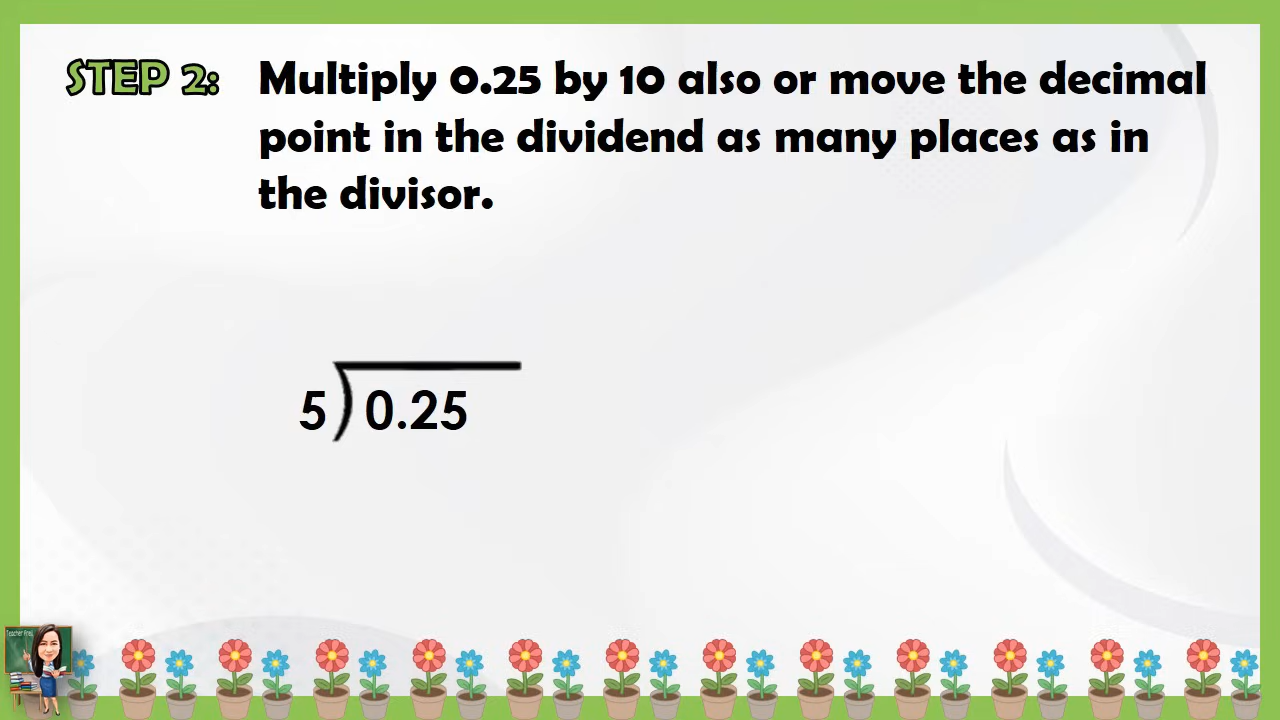 STEP 2: Multiply 0.25 by 10 also or move the decimal
point in the dividend as many places as in
the divisor.
5)0.25